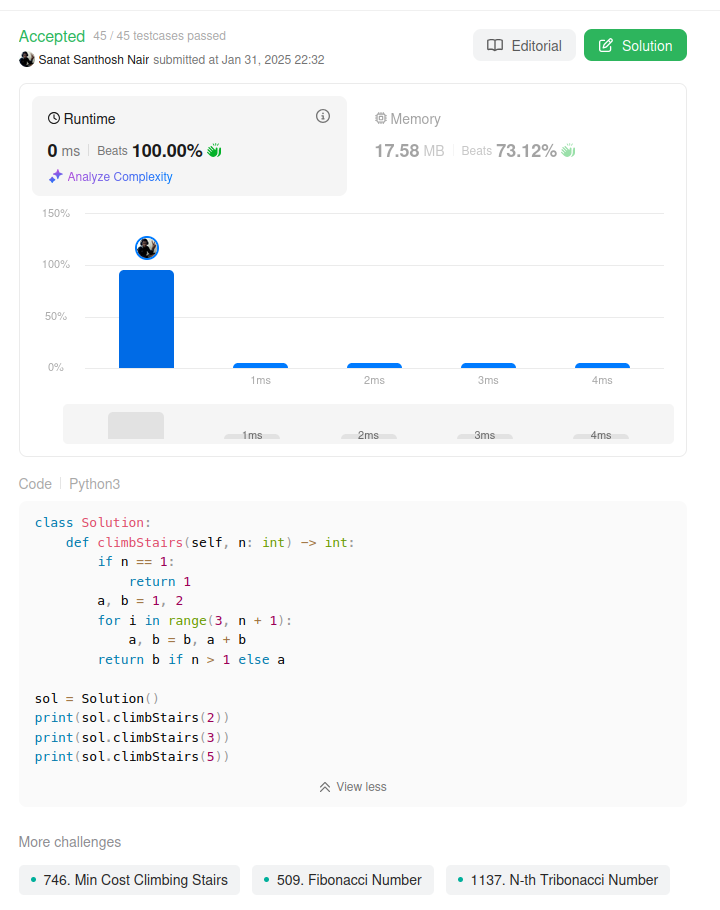 Accepted 45 / 45 testcases passed
Editorial
Solution
Sanat Santhosh Nair submitted at Jan 31, 2025 22:32
Runtime
0 ms | Beats 100.00%
Analyze Complexity
Memory
17.58 MB | Beats 73.12%
150%
100%
50%
0%
1ms 2ms 3ms 4ms
1ms 2ms 3ms 4ms
Code | Python3
class Solution:
    def climbStairs(self, n: int) -> int:
        if n == 1:
            return 1
        a, b = 1, 2
        for i in range(3, n + 1):
            a, b = b, a + b
        return b if n > 1 else a
sol = Solution()
print(sol.climbStairs(2))
print(sol.climbStairs(3))
print(sol.climbStairs(5))
View less
More challenges
746. Min Cost Climbing Stairs
509. Fibonacci Number
1137. N-th Tribonacci Number